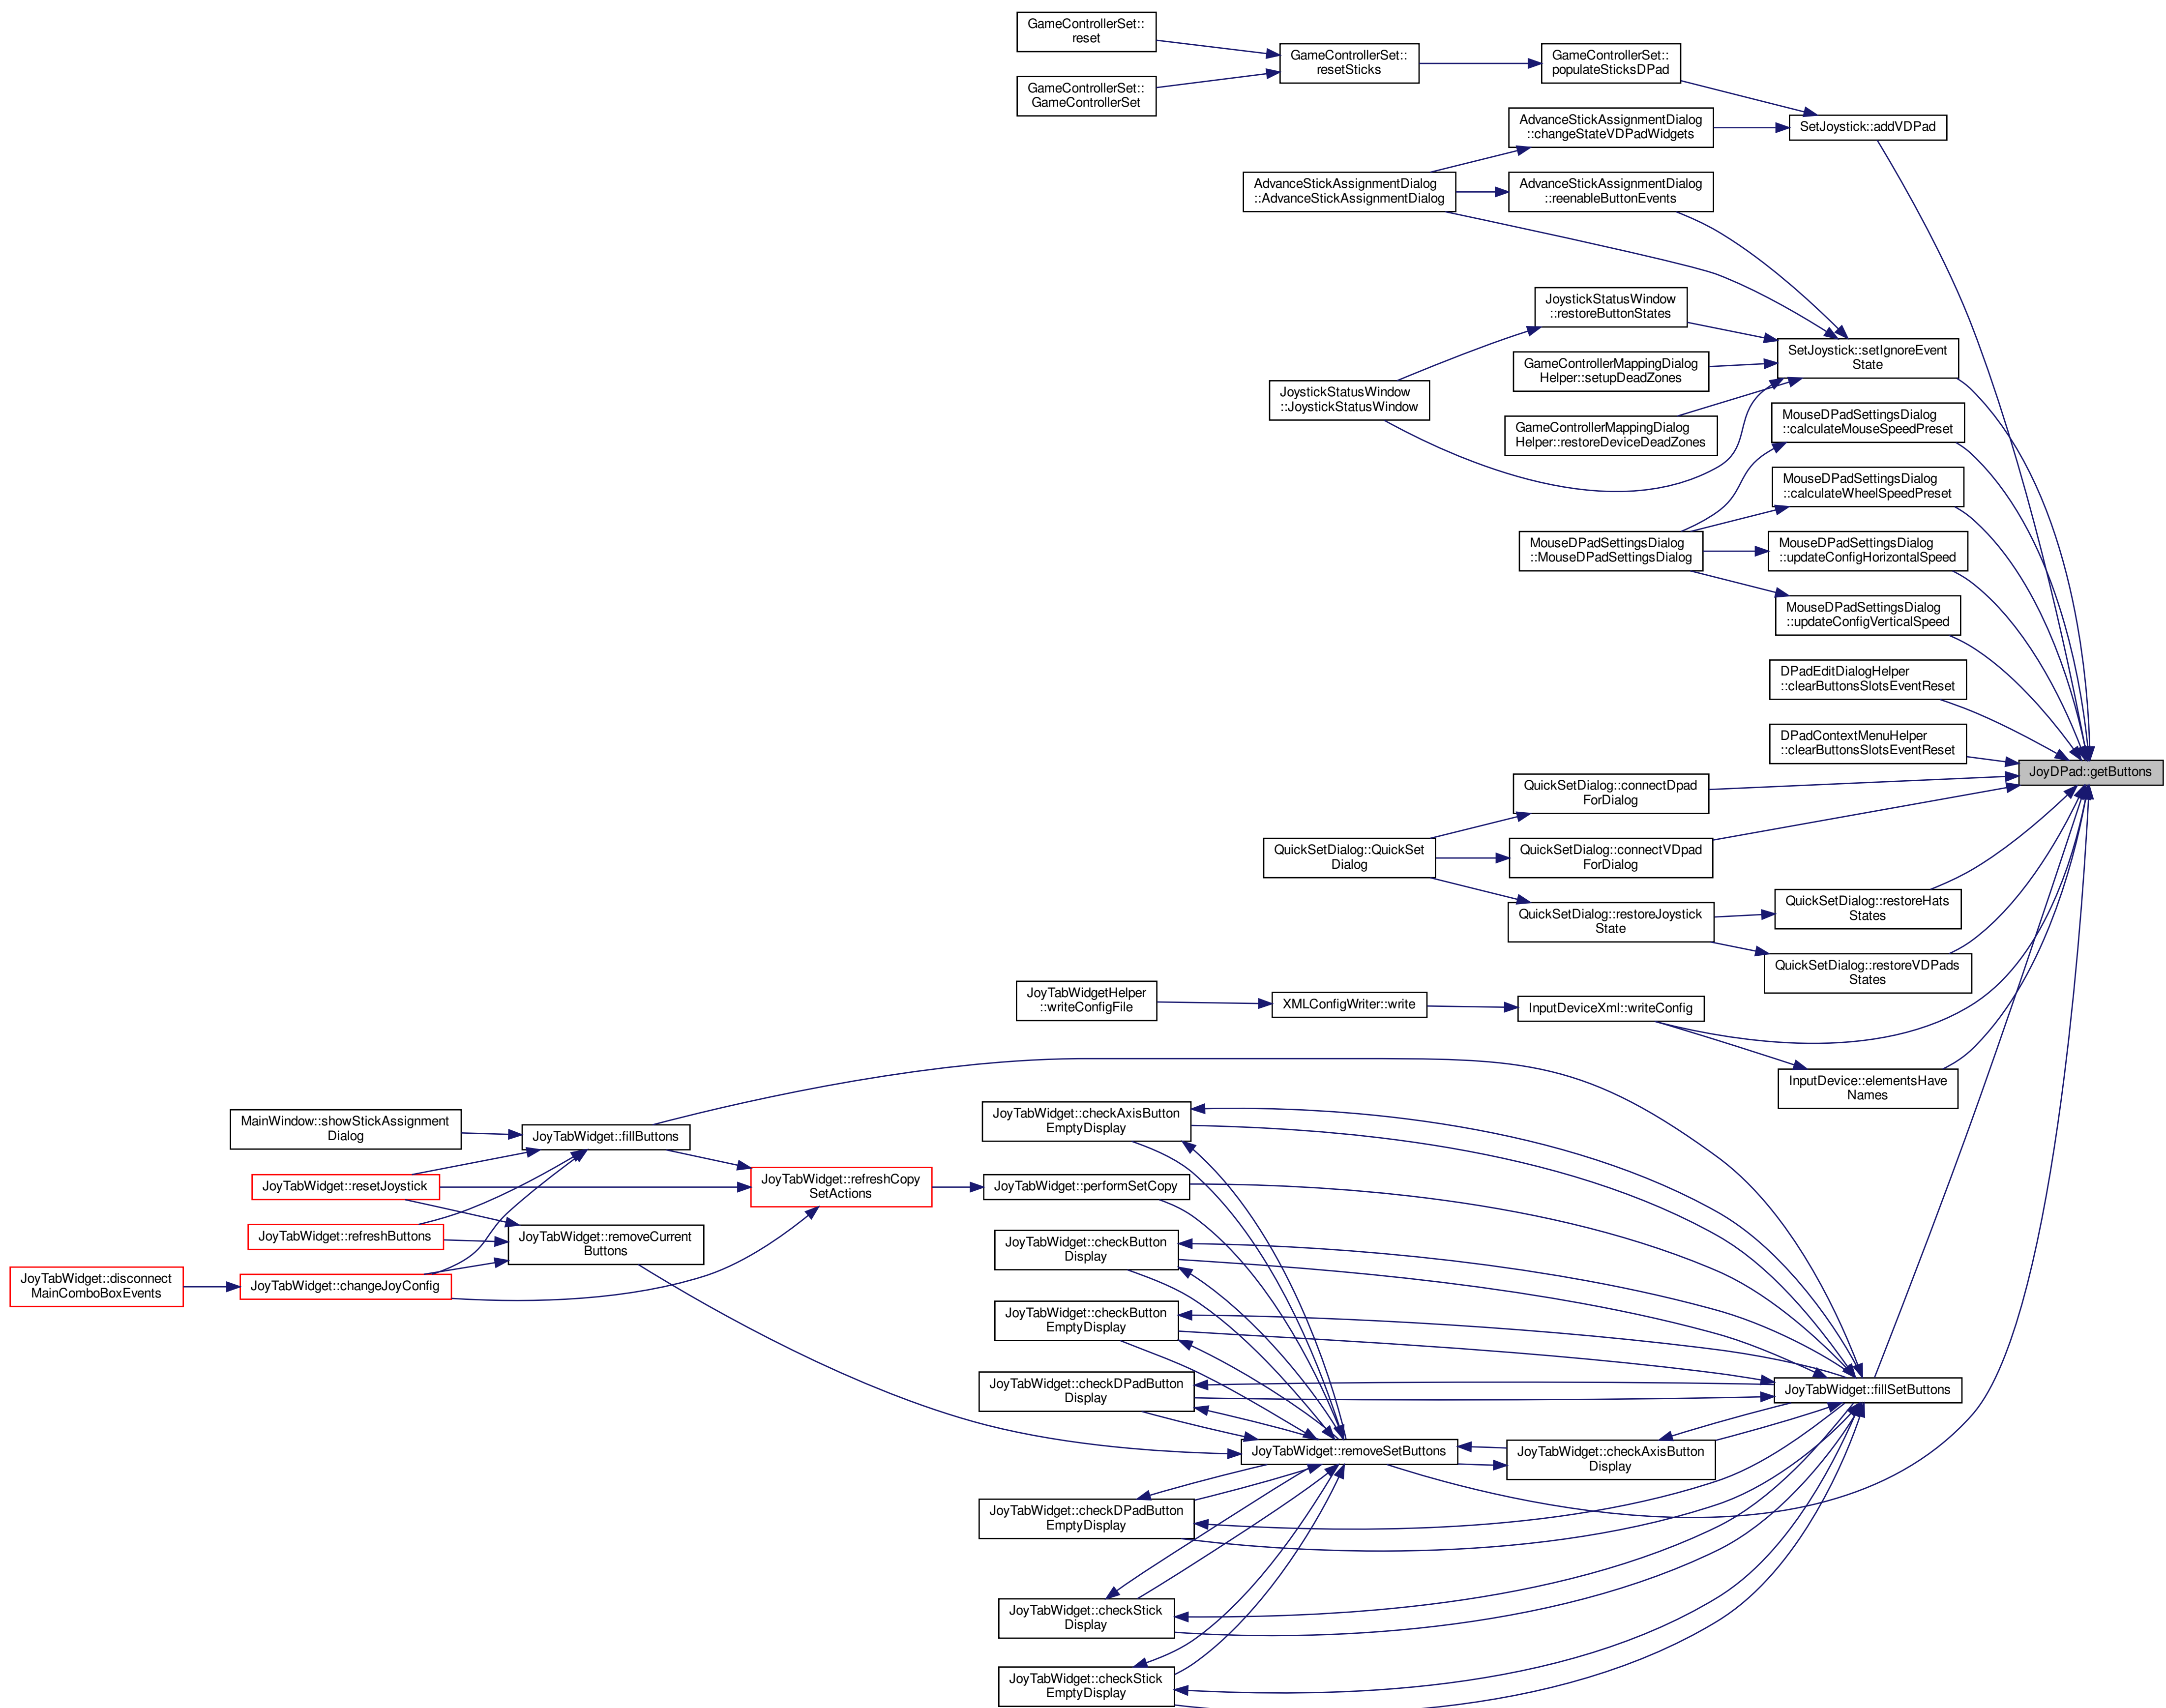 GameControllerSet::
reset
GameControllerSet::
resetSticks
GameControllerSet::
populateSticksDPad
GameControllerSet::
GameControllerSet
AdvanceStickAssignmentDialog
::changeStateVDPadWidgets
SetJoystick::addVDPad
AdvanceStickAssignmentDialog
::AdvanceStickAssignmentDialog
AdvanceStickAssignmentDialog
::reenableButtonEvents
JoystickStatusWindow
::restoreButtonStates
SetJoystick::setIgnoreEvent
State
GameControllerMappingDialog
Helper::setupDeadZones
JoystickStatusWindow
::JoystickStatusWindow
GameControllerMappingDialog
Helper::restoreDeviceDeadZones
MouseDPadSettingsDialog
::calculateMouseSpeedPreset
MouseDPadSettingsDialog
::calculateWheelSpeedPreset
MouseDPadSettingsDialog
::MouseDPadSettingsDialog
MouseDPadSettingsDialog
::updateConfigHorizontalSpeed
MouseDPadSettingsDialog
::updateConfigVerticalSpeed
DPadEditDialogHelper
::clearButtonsSlotsEventReset
DPadContextMenuHelper
::clearButtonsSlotsEventReset
JoyDPad::getButtons
QuickSetDialog::connectDpad
ForDialog
QuickSetDialog::QuickSet
Dialog
QuickSetDialog::connectVDpad
ForDialog
QuickSetDialog::restoreJoystick
State
QuickSetDialog::restoreHats
States
QuickSetDialog::restoreVDPads
States
JoyTabWidgetHelper
::writeConfigFile
XMLConfigWriter::write
InputDeviceXml::writeConfig
InputDevice::elementsHave
Names
MainWindow::showStickAssignment
Dialog
JoyTabWidget::fillButtons
JoyTabWidget::checkAxisButton
EmptyDisplay
JoyTabWidget::resetJoystick
JoyTabWidget::refreshCopy
SetActions
JoyTabWidget::performSetCopy
JoyTabWidget::refreshButtons
JoyTabWidget::removeCurrent
Buttons
JoyTabWidget::checkButton
Display
JoyTabWidget::disconnect
MainComboBoxEvents
JoyTabWidget::changeJoyConfig
JoyTabWidget::checkButton
EmptyDisplay
JoyTabWidget::checkDPadButton
Display
JoyTabWidget::fillSetButtons
JoyTabWidget::removeSetButtons
JoyTabWidget::checkAxisButton
Display
JoyTabWidget::checkDPadButton
EmptyDisplay
JoyTabWidget::checkStick
Display
JoyTabWidget::checkStick
EmptyDisplay